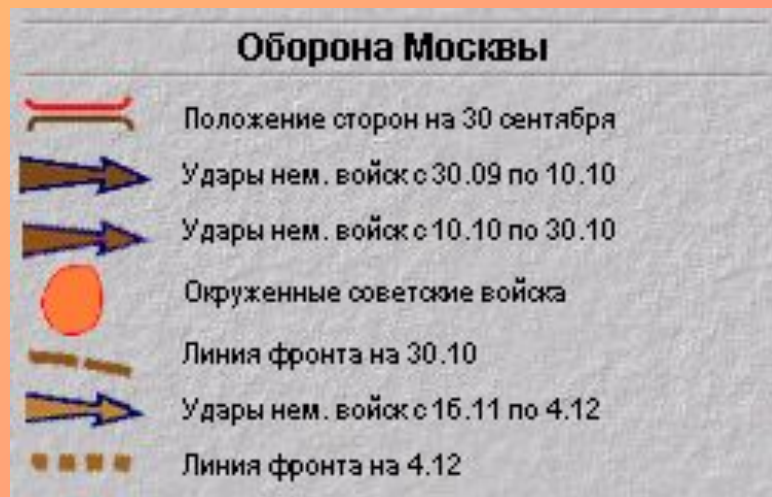 Оборона Москвы
Положение сторон на 30 сентября
Удары нем. войск с 30.09 по 10.10
Удары нем. войск с 10.10 по 30.10
Окруженные советские войска
Линия фронта на 30.10
Удары нем. войск с 16.11 по 4.12
Линия фронта на 4.12